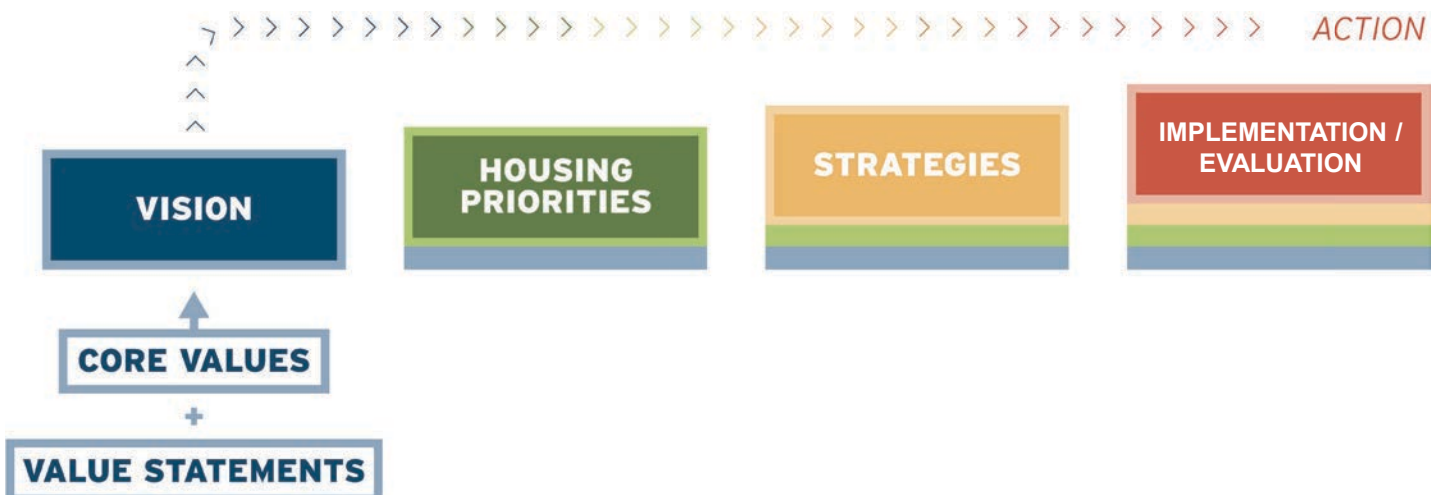 ACTION
VISION
HOUSING
PRIORITIES
STRATEGIES
IMPLEMENTATION /
EVALUATION
CORE VALUES
+
VALUE STATEMENTS